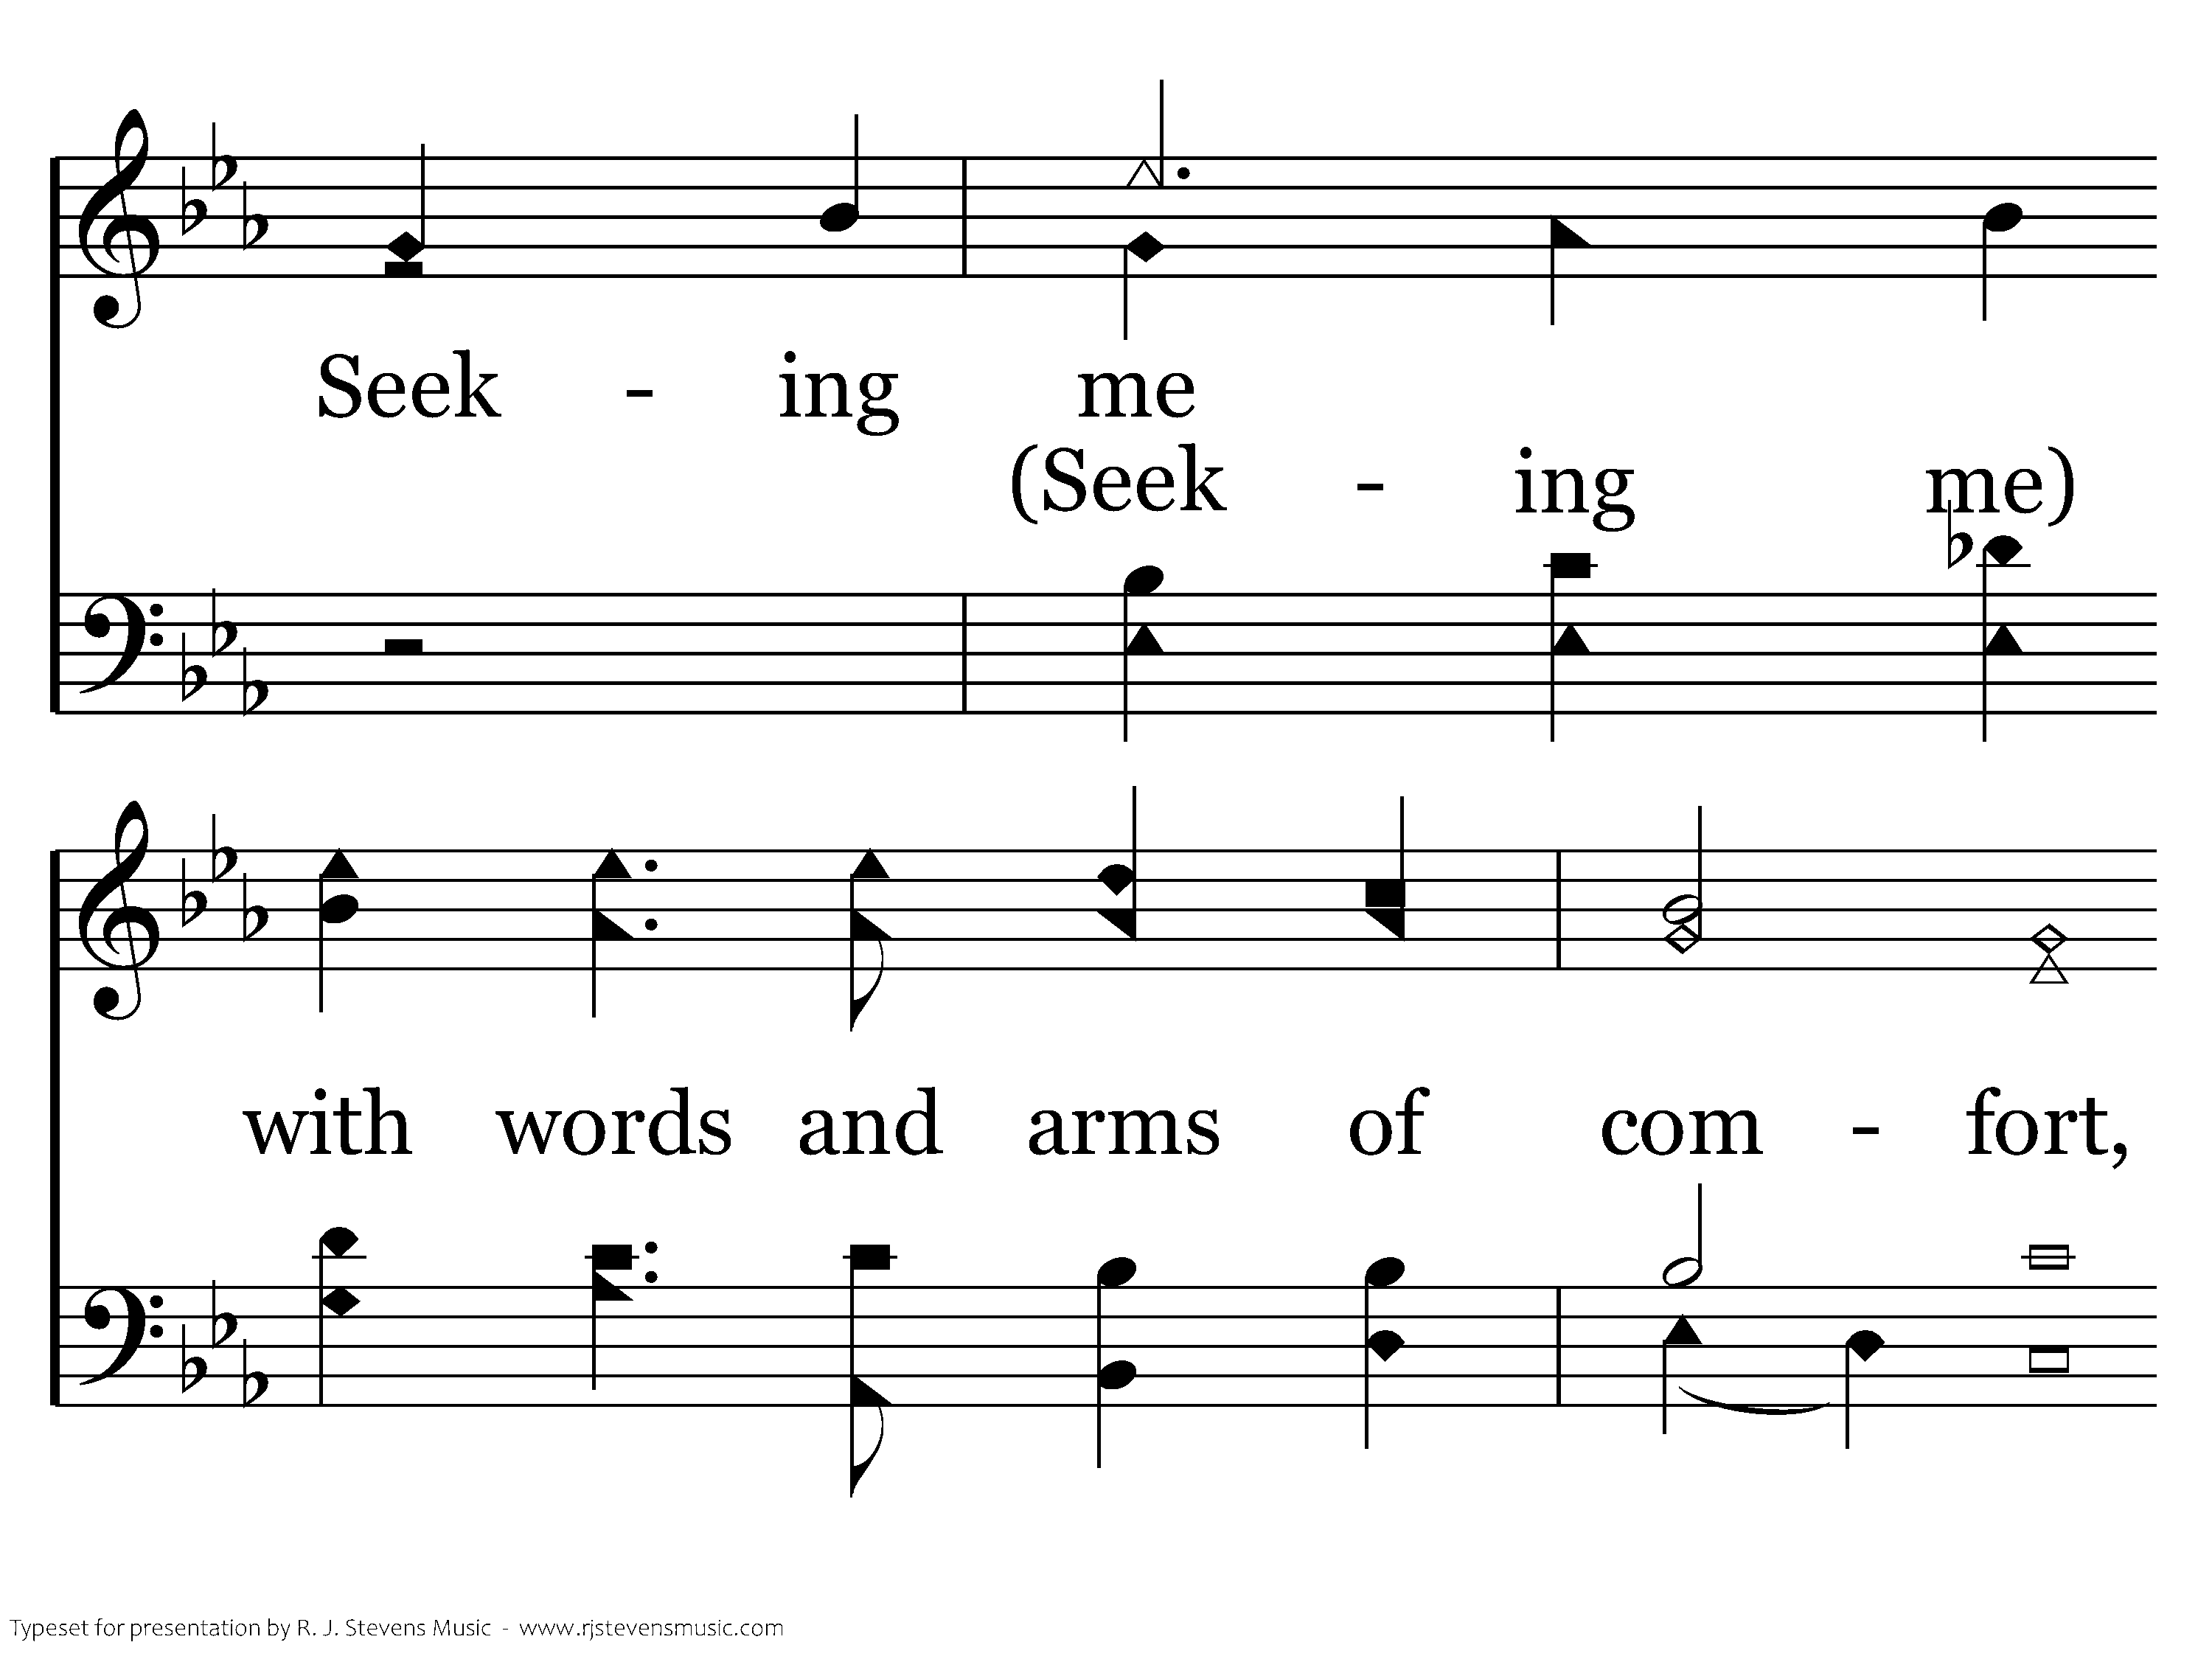 Seek - ing me
(Seek - ing me)
with words and arms of com - fort,
Typeset for presentation by R. J. Stevens Music - www.rjstevensmusic.com